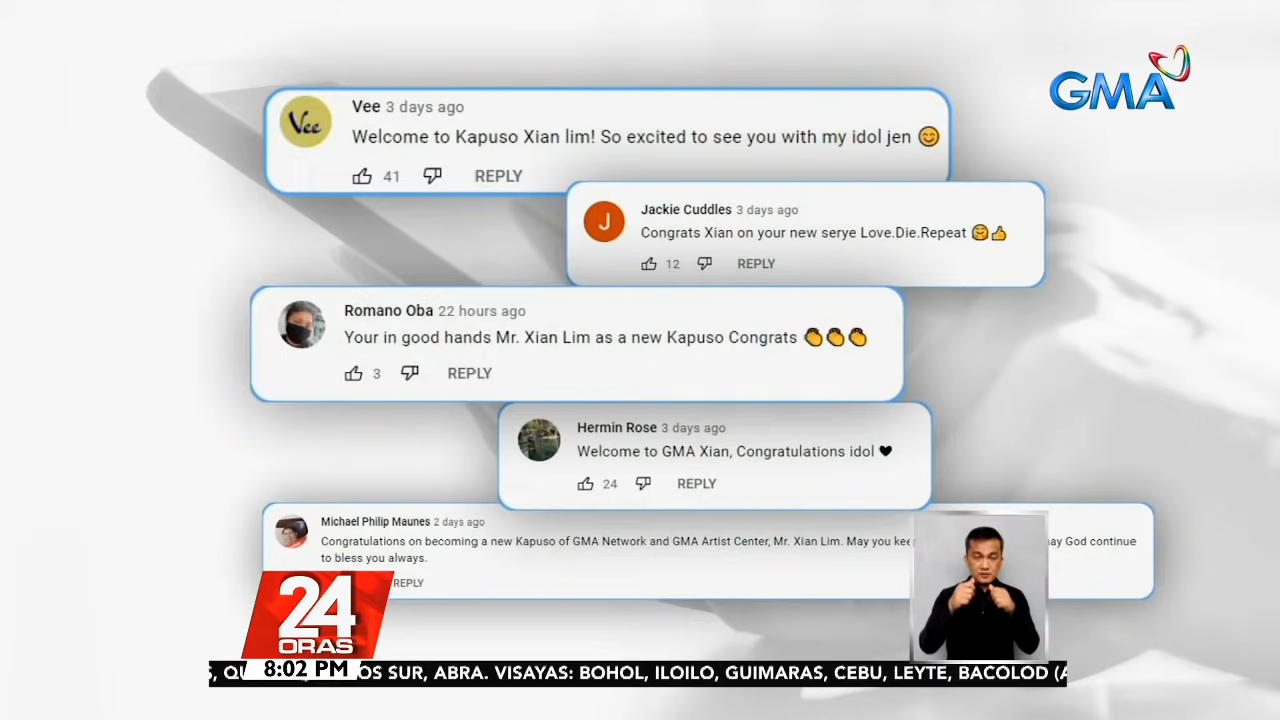 GMA
Vee
Vee 3 days ago
Welcome to Kapuso Xian lim! So excited to see you with my idol jen 😊
41 REPLY
J
Jackie Cuddles 3 days ago
Congrats Xian on your new serye Love.Die.Repeat 🤗👍
12 REPLY
Romano Oba 22 hours ago
Your in good hands Mr. Xian Lim as a new Kapuso Congrats 👏👏👏
3 REPLY
Hermin Rose 3 days ago
Welcome to GMA Xian, Congratulations idol 🖤
24 REPLY
Michael Philip Maunes 2 days ago
Congratulations on becoming a new Kapuso of GMA Network and GMA Artist Center, Mr. Xian Lim. May you God continue
to bless you always.
REPLY
24
ORAS
8:02 PM
SUR, ABRA. VISAYAS: BOHOL, ILOILO, GUIMARAS, CEBU, LEYTE, BACOLOD